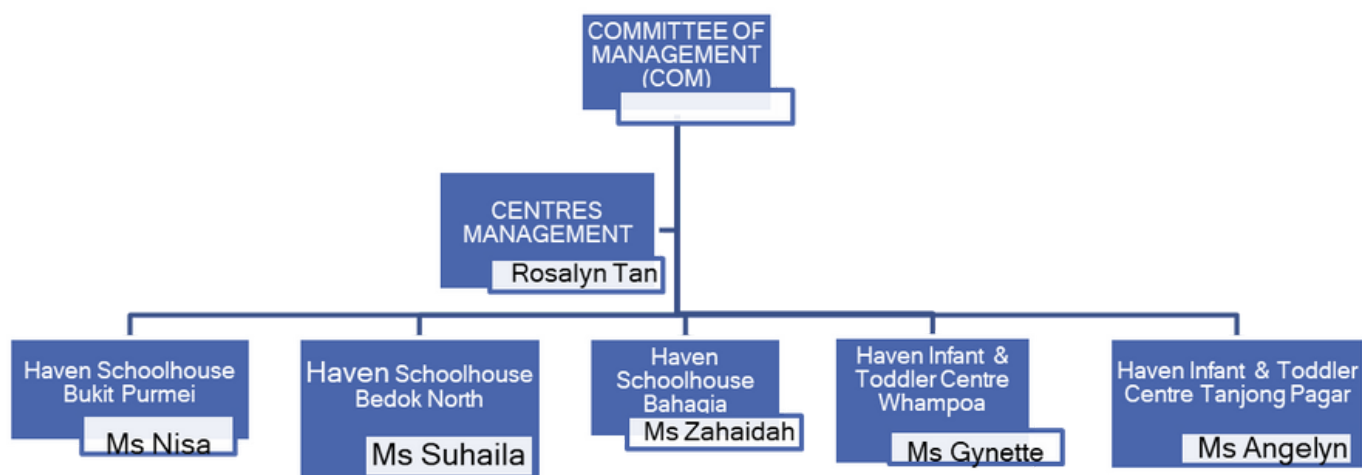 COMMITTEE OF
MANAGEMENT
(COM)
CENTRES
MANAGEMENT
Rosalyn Tan
Haven Schoolhouse
Bukit Purmei
Ms Nisa
Haven Schoolhouse
Bedok North
Ms Suhaila
Haven
Schoolhouse
Bahagia
Ms Zahaidah
Haven Infant & 
Toddler Centre
Whampoa
Ms Gynette
Haven Infant & Toddler
Centre Tanjong Pagar
Ms Angelyn